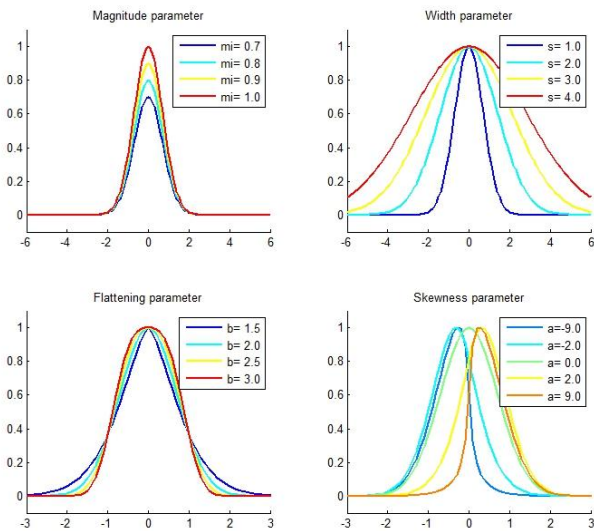 Magnitude parameter
mi= 0.7
mi= 0.8
mi= 0.9
mi= 1.0
1
0.8
0.6
0.4
0.2
0
-6 -4 -2 0 2 4 6
Width parameter
s= 1.0
s= 2.0
s= 3.0
s= 4.0
1
0.8
0.6
0.4
0.2
0
-6 -4 -2 0 2 4 6
Flattening parameter
b= 1.5
b= 2.0
b= 2.5
b= 3.0
1
0.8
0.6
0.4
0.2
0
-3 -2 -1 0 1 2 3
Skewness parameter
a=-9.0
a=-2.0
a= 0.0
a= 2.0
a= 9.0
1
0.8
0.6
0.4
0.2
0
-3 -2 -1 0 1 2 3